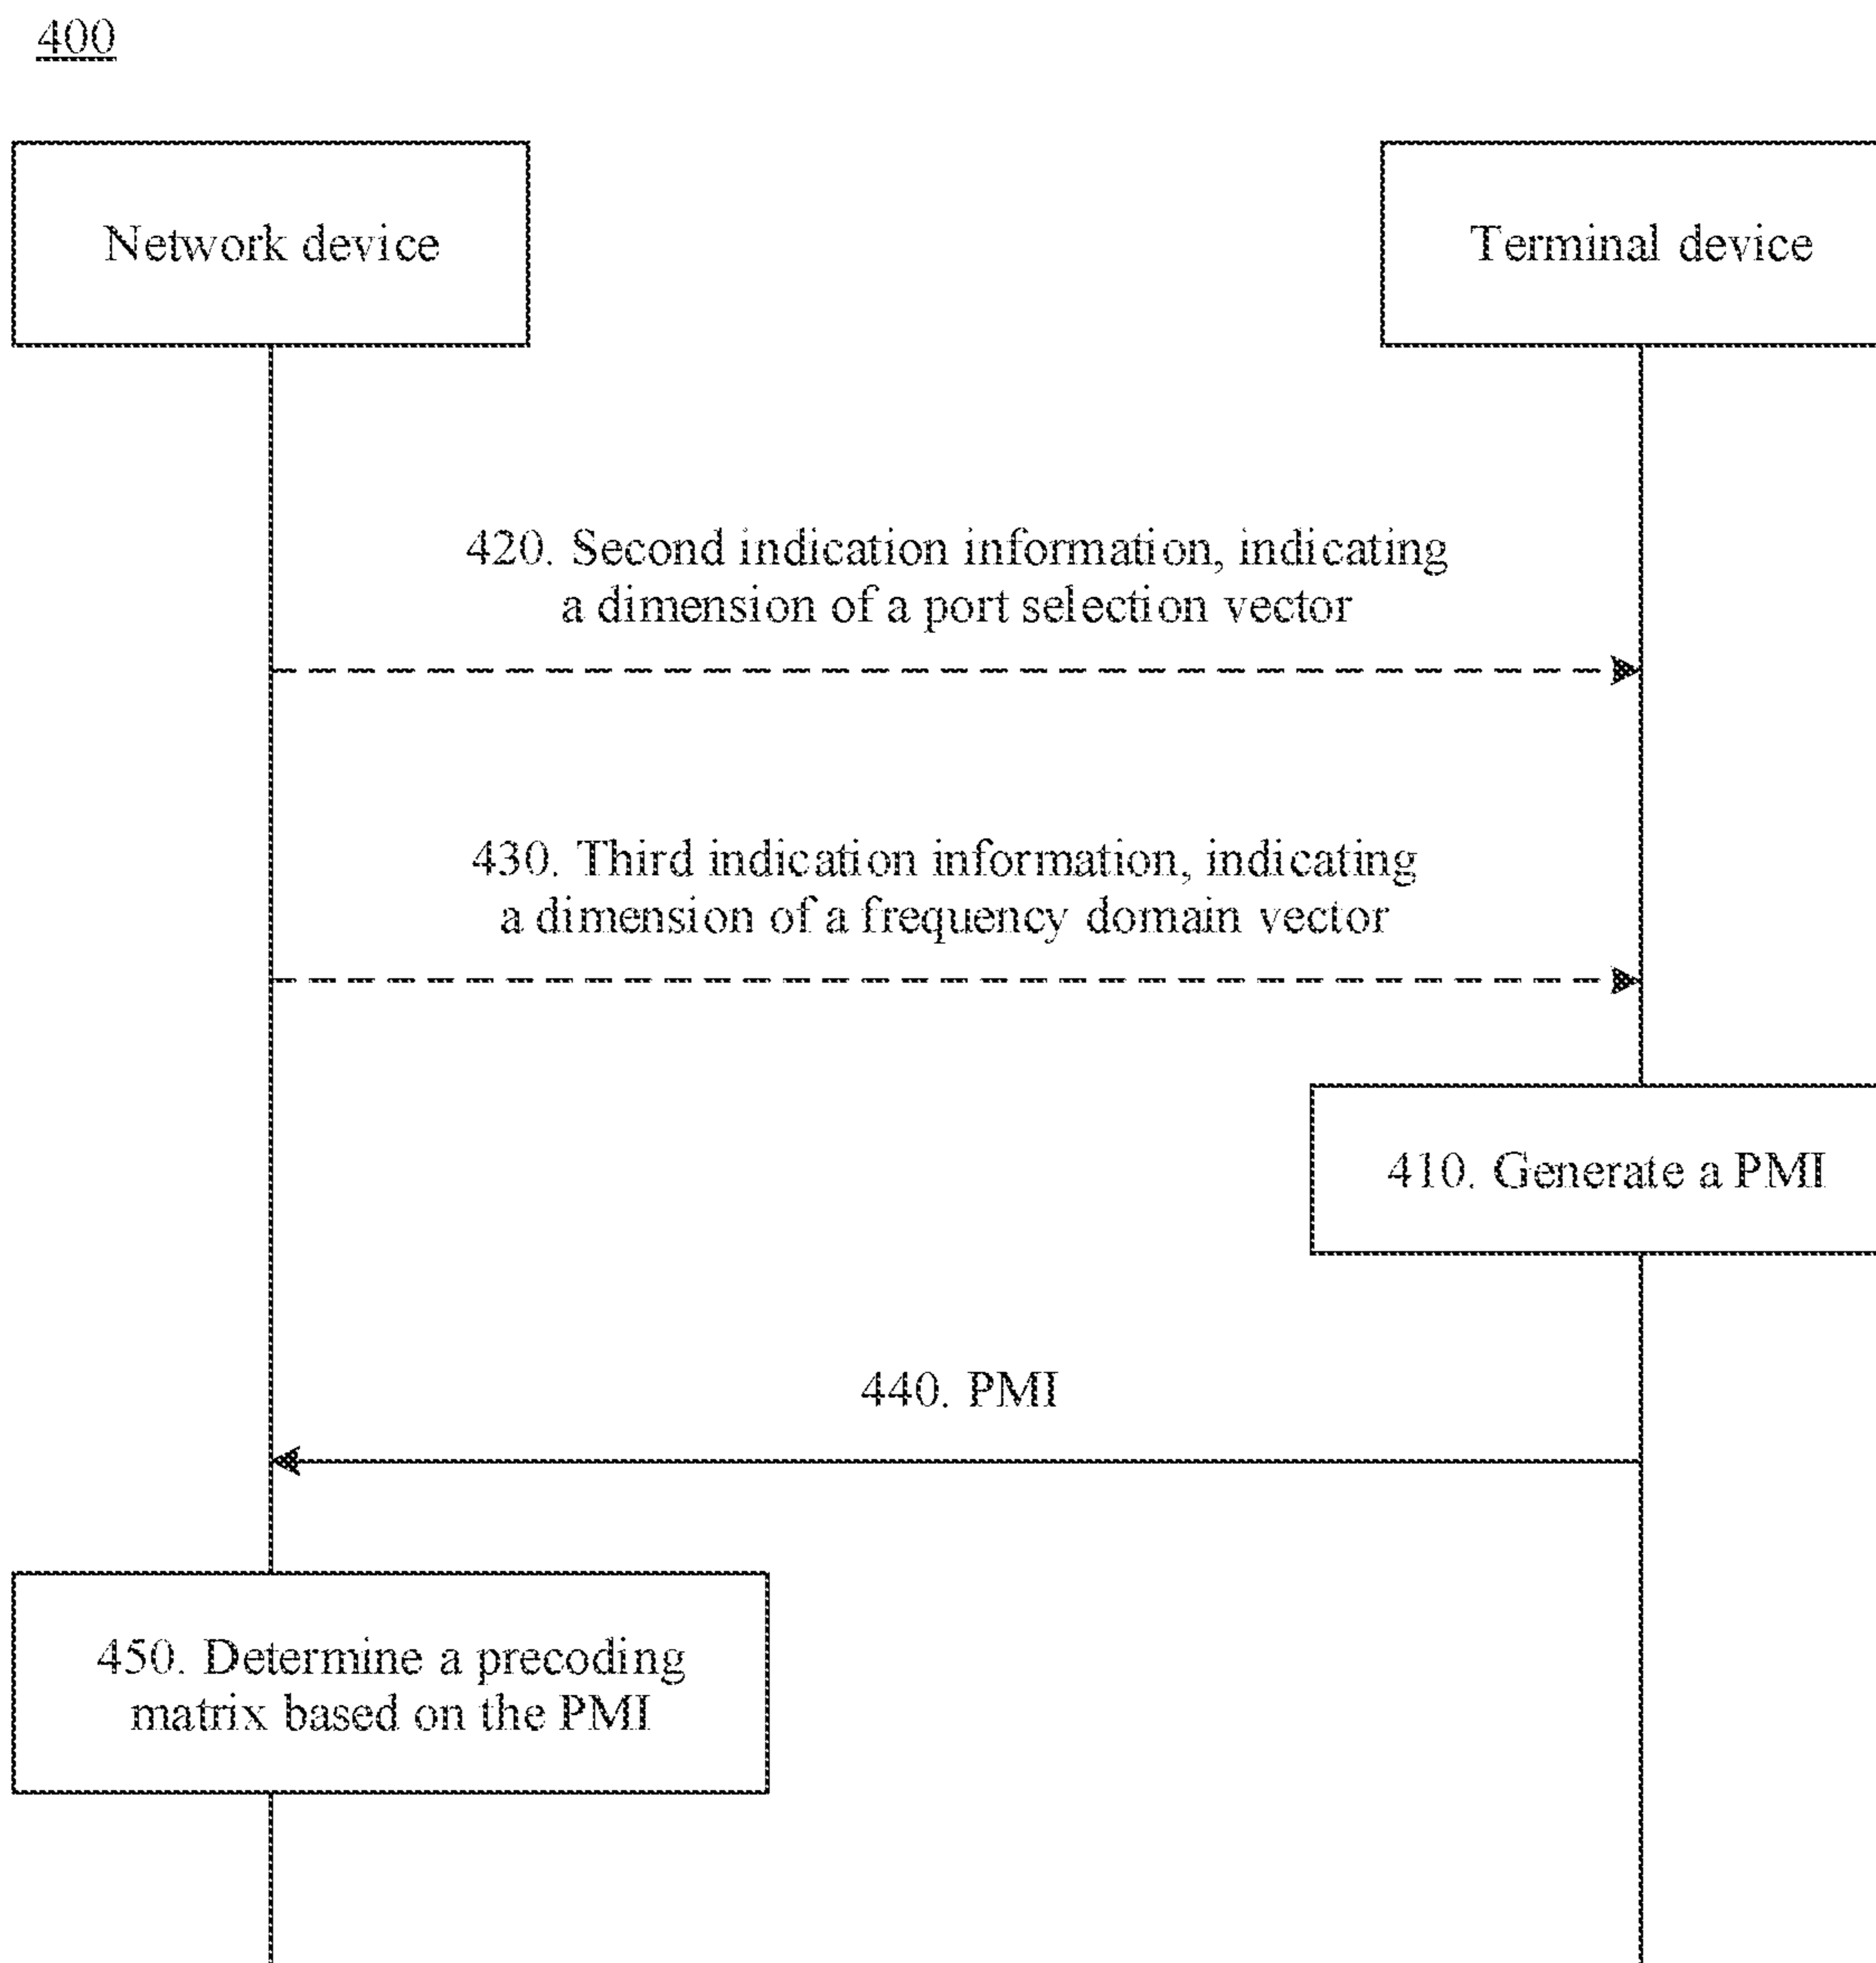 400
Network device
Terminal device
420. Second indication information, indicating
a dimension of a port selection vector
430. Third indication information, indicating
a dimension of a frequency domain vector
410. Generate a PMI
440. PMI
450. Determine a precoding
matrix based on the PMI